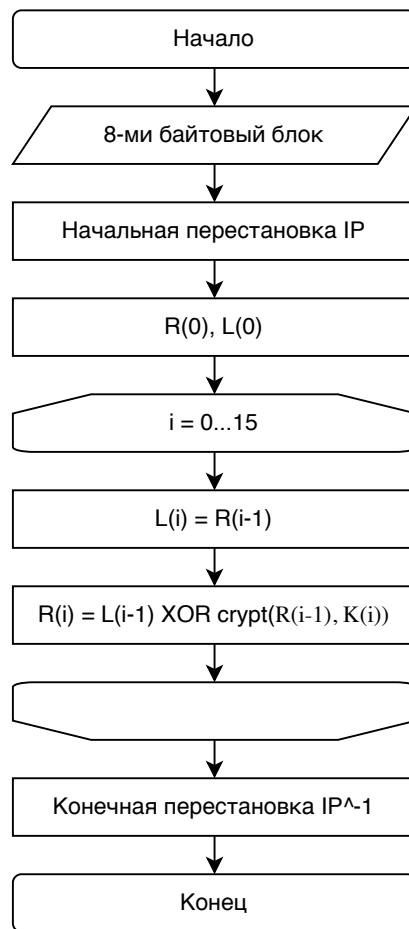 Начало
8-ми байтовый блок
Начальная перестановка IP
R(0), L(0)
i = 0...15
L(i) = R(i-1)
R(i) = L(i-1) XOR crypt(R(i-1), K(i))
Конечная перестановка IP^-1
Конец